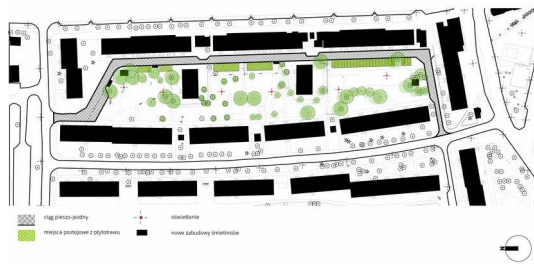 ciąg pieszo-jezdny
oświetlenie
miejsca postojowe z płytotrawu
nowe zabudowy śmietników